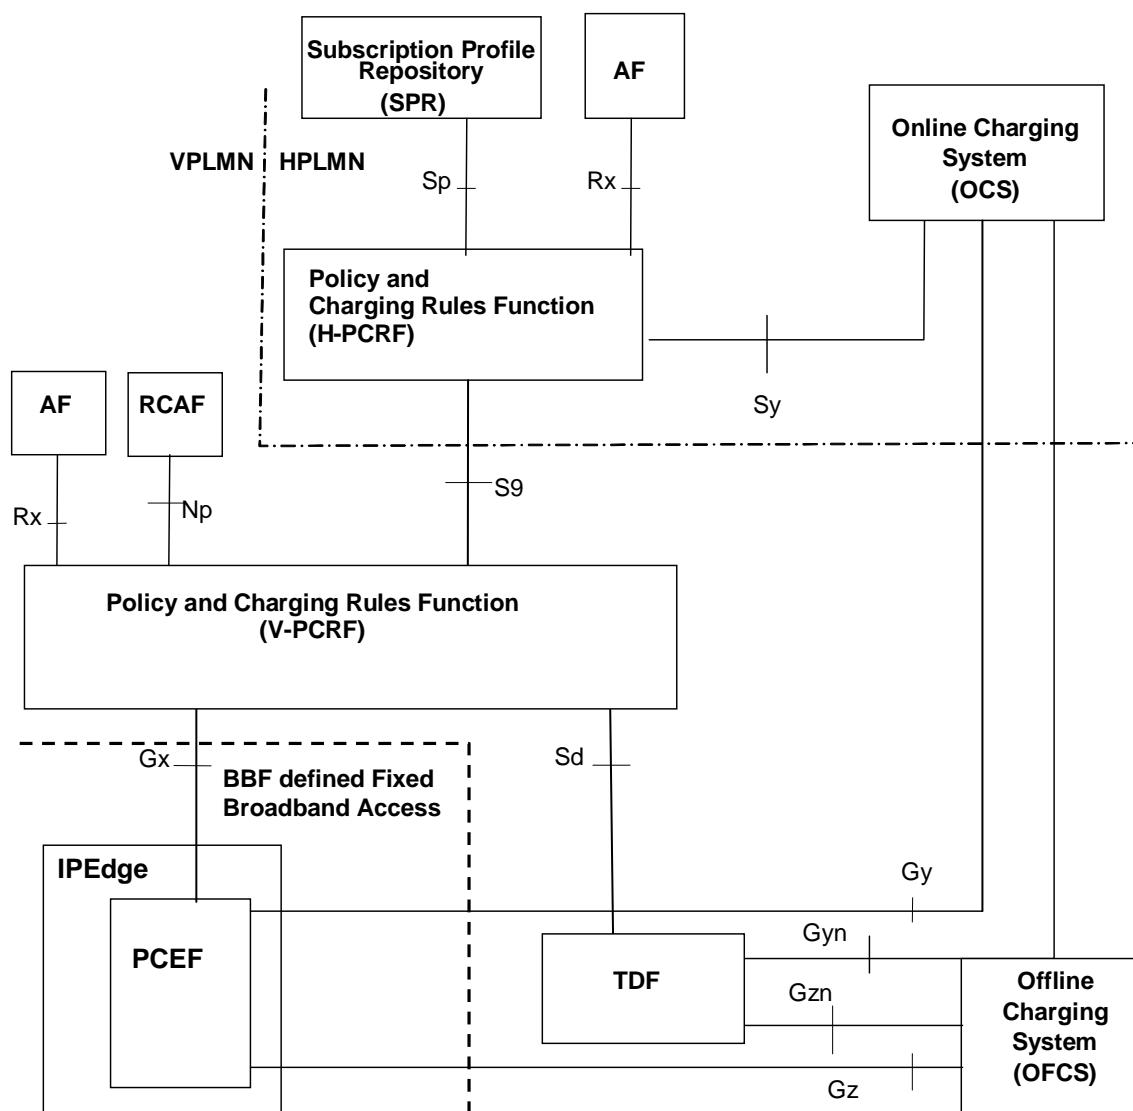 Subscription Profile
Repository
(SPR)
AF
Online Charging
System
(OCS)
VPLMN
HPLMN
Sp
Rx
Policy and
Charging Rules Function
(H-PCRF)
Sy
AF
RCAF
S9
Rx
Np
Policy and Charging Rules Function
(V-PCRF)
Gx
Sd
BBF defined Fixed
Broadband Access
IPEdge
Gy
PCEF
Gyn
TDF
Gzn
Offline
Charging
System
(OFCS)
Gz